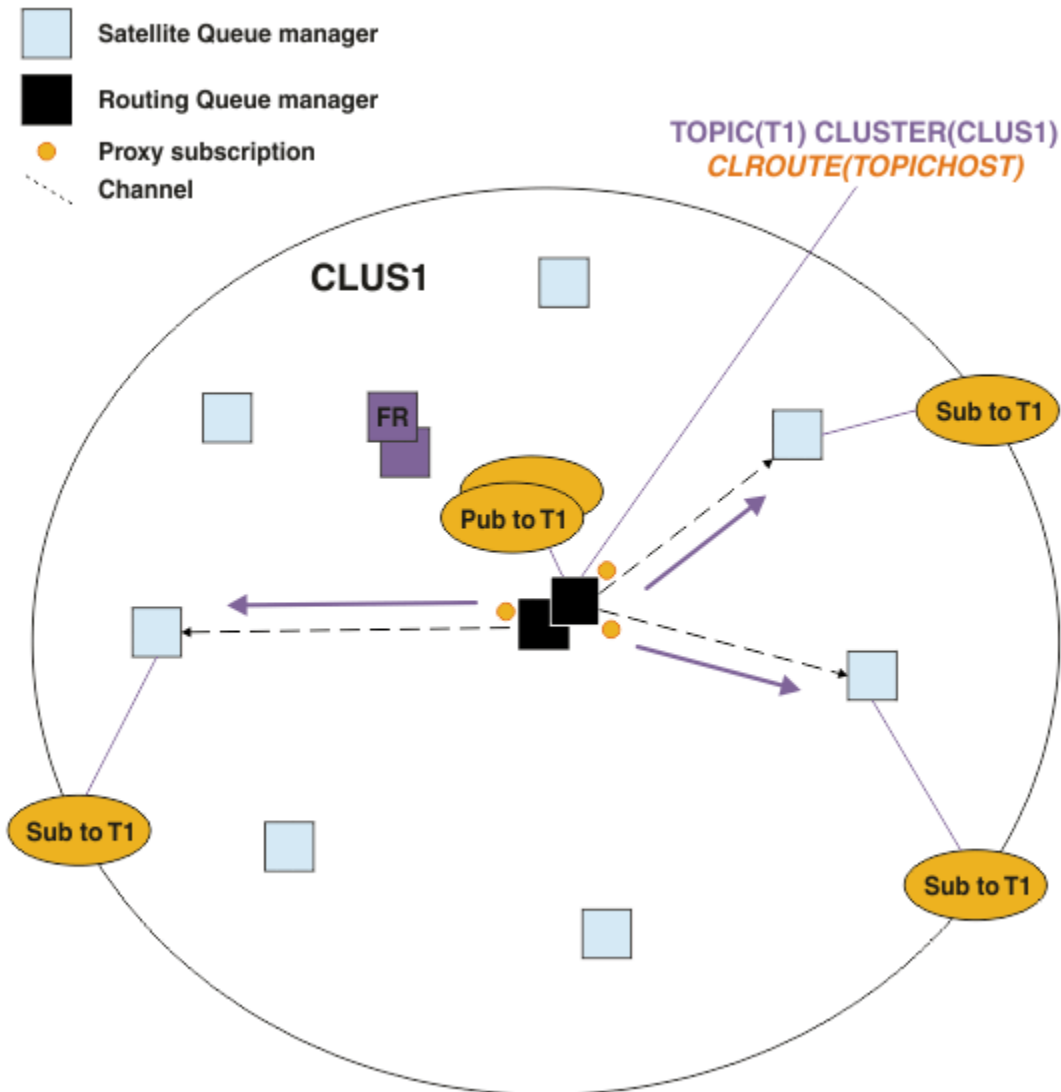 Satellite Queue manager
Routing Queue manager
Proxy subscription
Channel
TOPIC(T1) CLUSTER(CLUS1)
CLROUTE(TOPICHOST)
CLUS1
FR
Sub to T1
Pub to T1
Sub to T1
Sub to T1